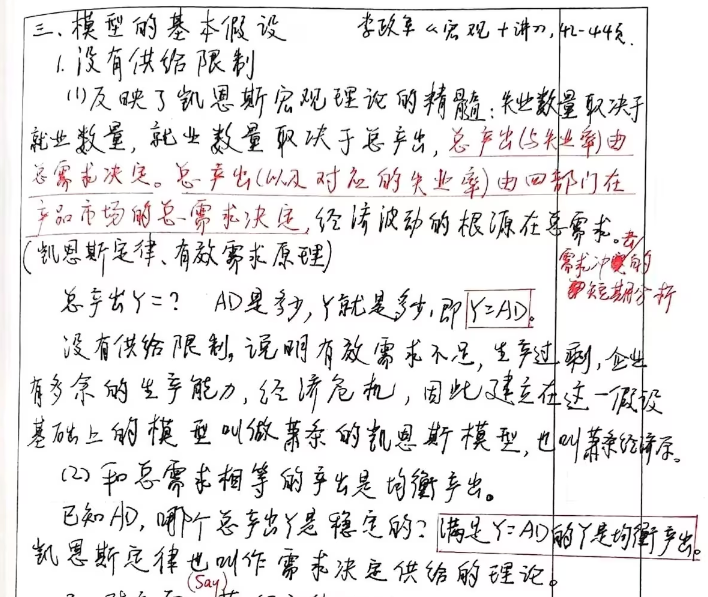 三、模型的基本假设 李政军《宏观十讲》,42-44页.
1.没有供给限制
(1)反映了凯恩斯宏观理论的精髓:失业数量取决于
就业数量,就业数量取决于总产出,总产出(与失业率)由
总需求决定。总产出(以及对应的失业率)由四部门在
产品市场的总需求决定,经济波动的根源在总需求。
(凯恩斯定律、有效需求原理)
需求冲
的短期分析
总产出Y=? AD是多少,Y就是多少,即Y=AD。
没有供给限制,说明有效需求不足,生产过剩,企业
有多余的生产能力,经济危机,因此建立在这一假设
基础上的模型叫做萧条的凯恩斯模型,也叫萧条经济学。
(2)和总需求相等的产出是均衡产出。
已知AD,哪个总产出Y是稳定的?满足Y=AD的Y是均衡产出。
凯恩斯定律也叫作需求决定供给的理论。
(Say)